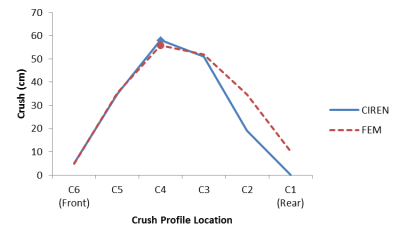 70
60
50
40
30
20
10
0
Crush (cm)
C6 C5 C4 C3 C2 C1
(Front) (Rear)
Crush Profile Location
CIREN
FEM